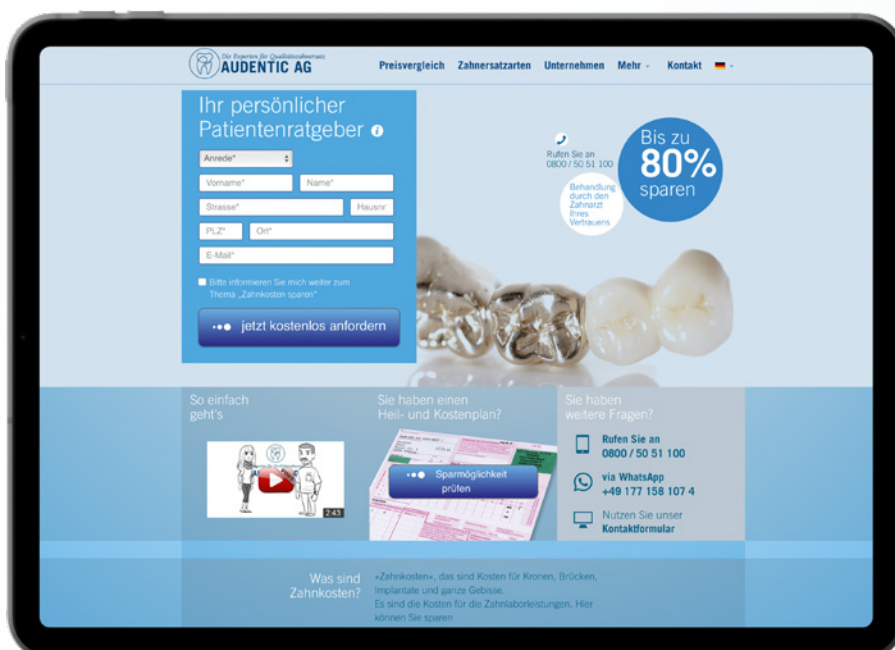 Die Experten für Qualitätszahnersatz
AUDENTIC AG
Preisvergleich Zahnersatzarten Unternehmen Mehr Kontakt
Ihr persönlicher
Patientenratgeber i
Anrede*
Vorname* Name*
Strasse* Hausnr
PLZ* Ort*
E-Mail*
Bitte informieren Sie mich weiter zum
Thema „Zahnkosten sparen"
jetzt kostenlos anfordern
Rufen Sie an
0800 / 50 51 100
Behandlung
durch den
Zahnarzt
Ihres
Vertrauens
Bis zu
80%
sparen
So einfach
geht's
2:43
Sie haben einen
Heil- und Kostenplan?
Sparmöglichkeit
prüfen
Sie haben
weitere Fragen?
Rufen Sie an
0800 / 50 51 100
via WhatsApp
+49 177 158 107 4
Nutzen Sie unser
Kontaktformular
Was sind
Zahnkosten?
»Zahnkosten«, das sind Kosten für Kronen, Brücken,
Implantate und ganze Gebisse.
Es sind die Kosten für die Zahnlaborleistungen. Hier
können Sie sparen